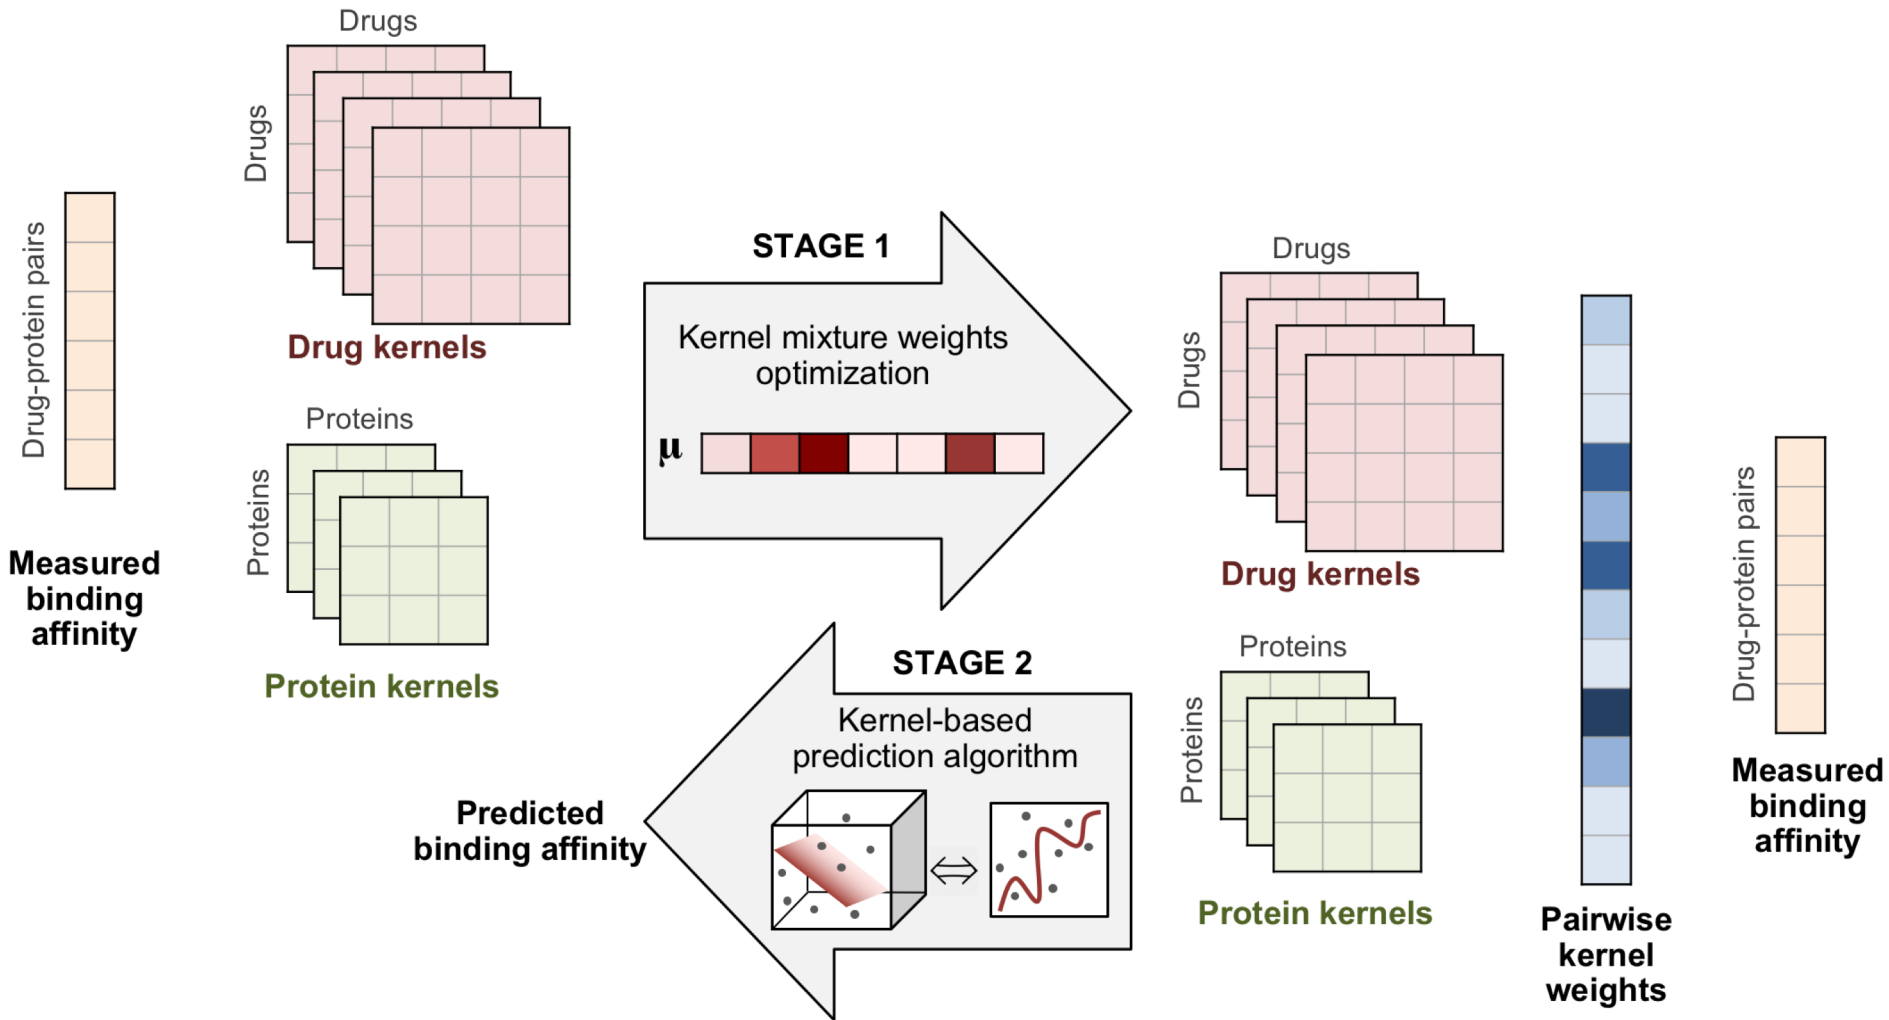 Drugs
Drugs
Drug kernels
Drug-protein pairs
Measured
binding
affinity
Proteins
Proteins
Protein kernels
STAGE 1
Kernel mixture weights
optimization
μ
Drugs
Drugs
Drug kernels
Proteins
Proteins
Protein kernels
Pairwise
kernel
weights
Drug-protein pairs
Measured
binding
affinity
STAGE 2
Kernel-based
prediction algorithm
Predicted
binding affinity